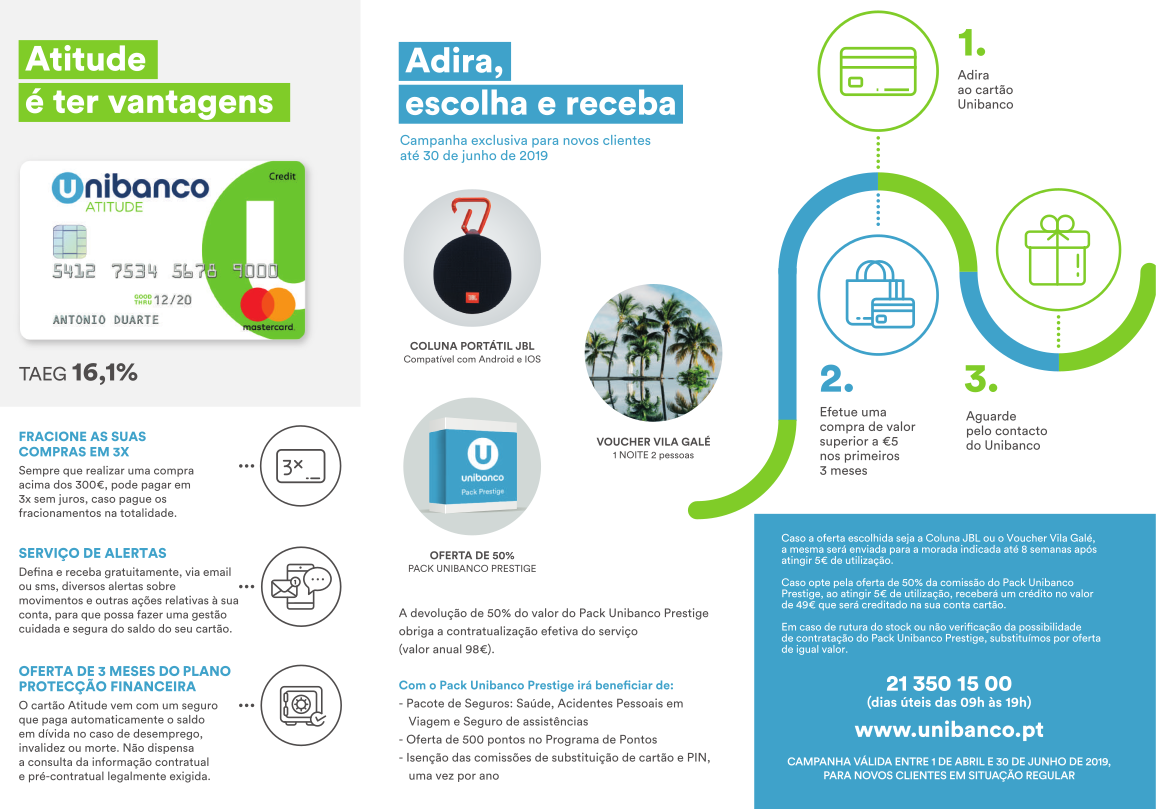 Atitude
é ter vantagens
Unibanco
ATITUDE
Credit
5412 7534 5678 9000
GOOD
THRU 12/20
ANTONIO DUARTE
mastercard.
TAEG 16,1%
FRACIONE AS SUAS
COMPRAS EM 3X
Sempre que realizar uma compra
acima dos 300€, pode pagar em
3x sem juros, caso pague os
fracionamentos na totalidade.
3×
SERVIÇO DE ALERTAS
Defina e receba gratuitamente, via email
ou sms, diversos alertas sobre
movimentos e outras ações relativas à sua
conta, para que possa fazer uma gestão
cuidada e segura do saldo do seu cartão.
1
OFERTA DE 3 MESES DO PLANO
PROTECÇÃO FINANCEIRA
O cartão Atitude vem com um seguro
que paga automaticamente o saldo
em dívida no caso de desemprego,
invalidez ou morte. Não dispensa
a consulta da informação contratual
e pré-contratual legalmente exigida.
Adira,
escolha e receba
Campanha exclusiva para novos clientes
até 30 de junho de 2019
JBL
COLUNA PORTÁTIL JBL
Compatível com Android e IOS
VOUCHER VILA GALÉ
1 NOITE 2 pessoas
U
unibanco
Pack Prestige
OFERTA DE 50%
PACK UNIBANCO PRESTIGE
A devolução de 50% do valor do Pack Unibanco Prestige
obriga a contratualização efetiva do serviço
(valor anual 98€).
Com o Pack Unibanco Prestige irá beneficiar de:
- Pacote de Seguros: Saúde, Acidentes Pessoais em
Viagem e Seguro de assistências
- Oferta de 500 pontos no Programa de Pontos
- Isenção das comissões de substituição de cartão e PIN,
uma vez por ano
1.
Adira
ao cartão
Unibanco
2.
Efetue uma
compra de valor
superior a €5
nos primeiros
3 meses
3.
Aguarde
pelo contacto
do Unibanco
Caso a oferta escolhida seja a Coluna JBL ou o Voucher Vila Galé,
a mesma será enviada para a morada indicada até 8 semanas após
atingir 5€ de utilização.
Caso opte pela oferta de 50% da comissão do Pack Unibanco
Prestige, ao atingir 5€ de utilização, receberá um crédito no valor
de 49€ que será creditado na sua conta cartão.
Em caso de rutura do stock ou não verificação da possibilidade
de contratação do Pack Unibanco Prestige, substituímos por oferta
de igual valor.
21 350 15 00
(dias úteis das 09h às 19h)
www.unibanco.pt
CAMPANHA VÁLIDA ENTRE 1 DE ABRIL E 30 DE JUNHO DE 2019,
PARA NOVOS CLIENTES EM SITUAÇÃO REGULAR